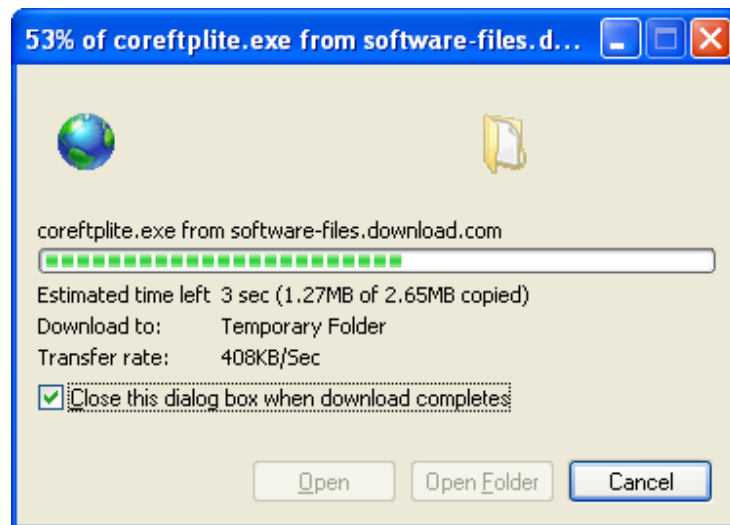 53% of coreftplite.exe from software-files.d...
coreftplite.exe from software-files.download.com
Estimated time left 3 sec (1.27MB of 2.65MB copied)
Download to: Temporary Folder
Transfer rate: 408KB/Sec
Close this dialog box when download completes
Open Open Folder Cancel